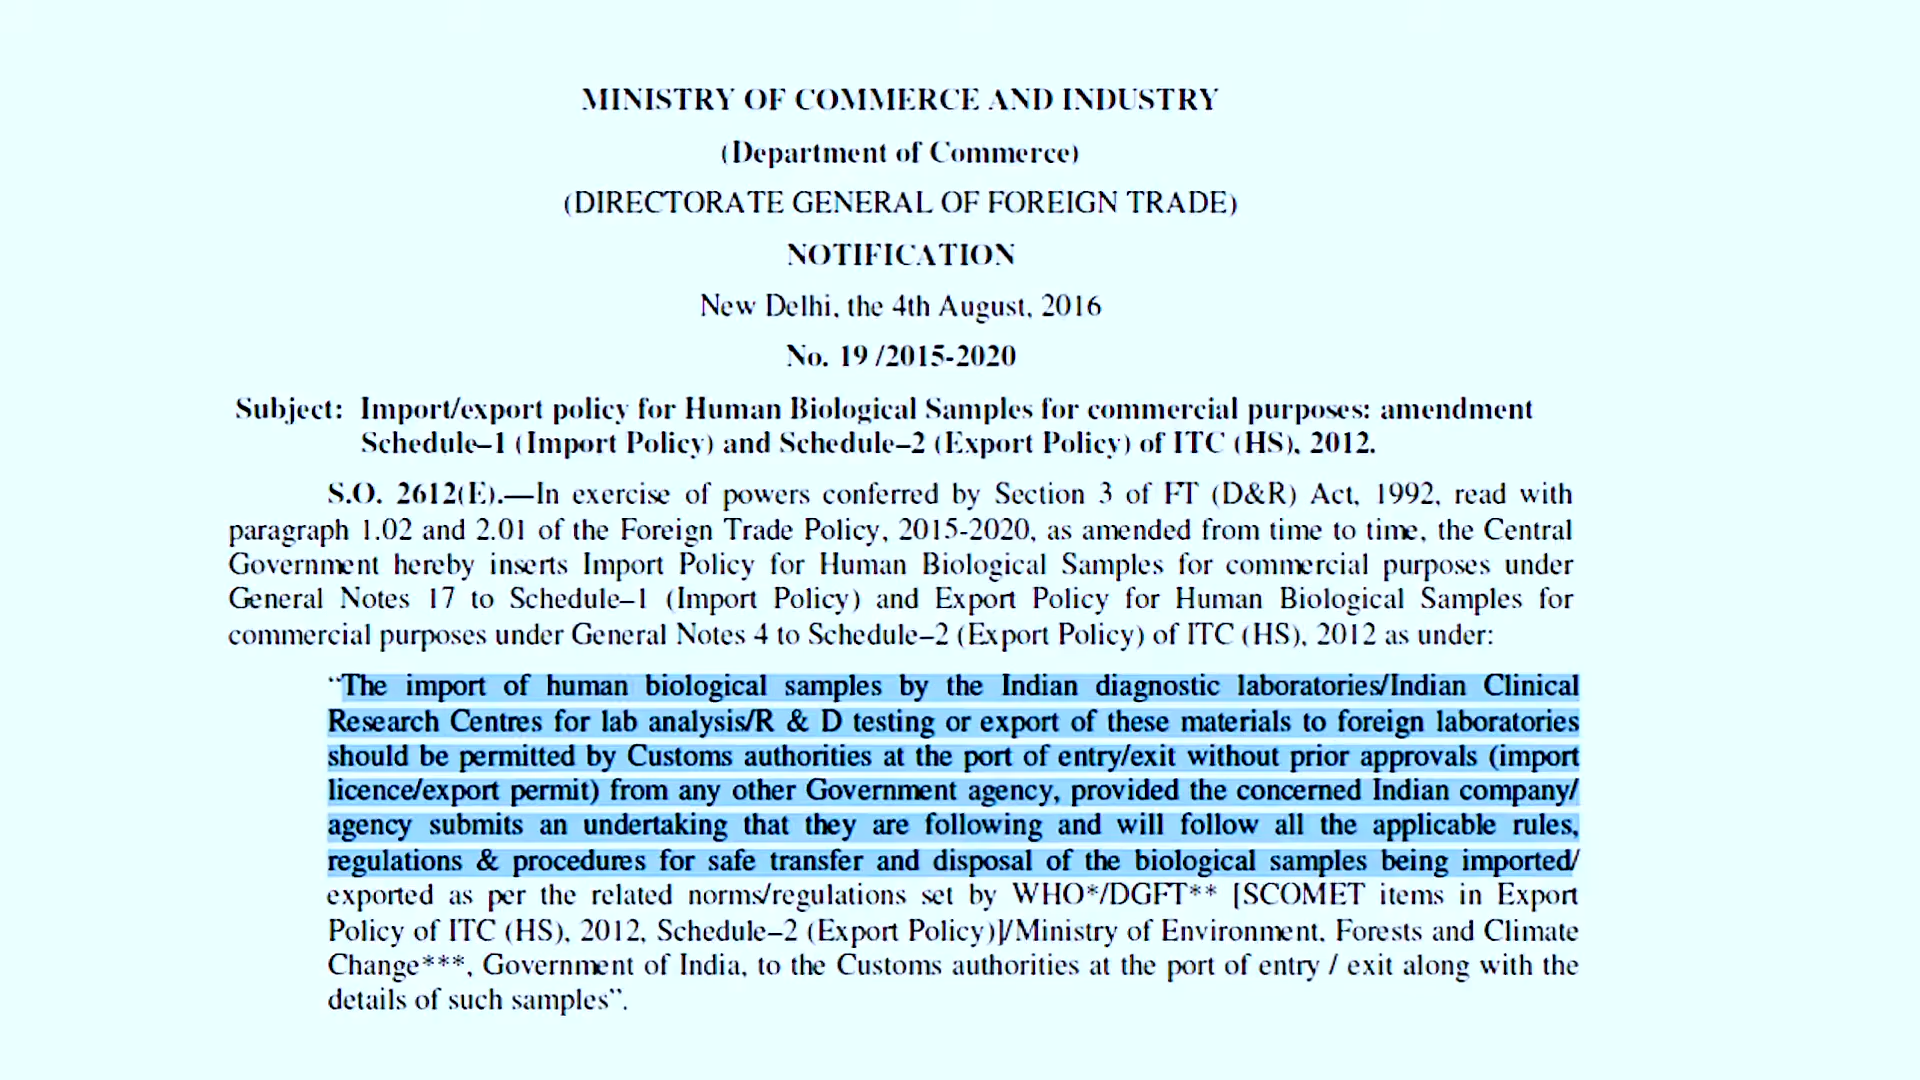 MINISTRY OF COMMERCE AND INDUSTRY
(Department of Commerce)
(DIRECTORATE GENERAL OF FOREIGN TRADE)
NOTIFICATION
New Delhi, the 4th August, 2016
No. 19 /2015-2020
Subject: Import/export policy for Human Biological Samples for commercial purposes: amendment
Schedule–1 (Import Policy) and Schedule–2 (Export Policy) of ITC (HS), 2012.
S.O. 2612(E).—In exercise of powers conferred by Section 3 of FT (D&R) Act, 1992, read with
paragraph 1.02 and 2.01 of the Foreign Trade Policy, 2015-2020, as amended from time to time, the Central
Government hereby inserts Import Policy for Human Biological Samples for commercial purposes under
General Notes 17 to Schedule–1 (Import Policy) and Export Policy for Human Biological Samples for
commercial purposes under General Notes 4 to Schedule–2 (Export Policy) of ITC (HS), 2012 as under:
“The import of human biological samples by the Indian diagnostic laboratories/Indian Clinical
Research Centres for lab analysis/R & D testing or export of these materials to foreign laboratories
should be permitted by Customs authorities at the port of entry/exit without prior approvals (import
licence/export permit) from any other Government agency, provided the concerned Indian company/
agency submits an undertaking that they are following and will follow all the applicable rules,
regulations & procedures for safe transfer and disposal of the biological samples being imported/
exported as per the related norms/regulations set by WHO*/DGFT** [SCOMET items in Export
Policy of ITC (HS), 2012, Schedule–2 (Export Policy)]/Ministry of Environment, Forests and Climate
Change***, Government of India, to the Customs authorities at the port of entry / exit along with the
details of such samples”.